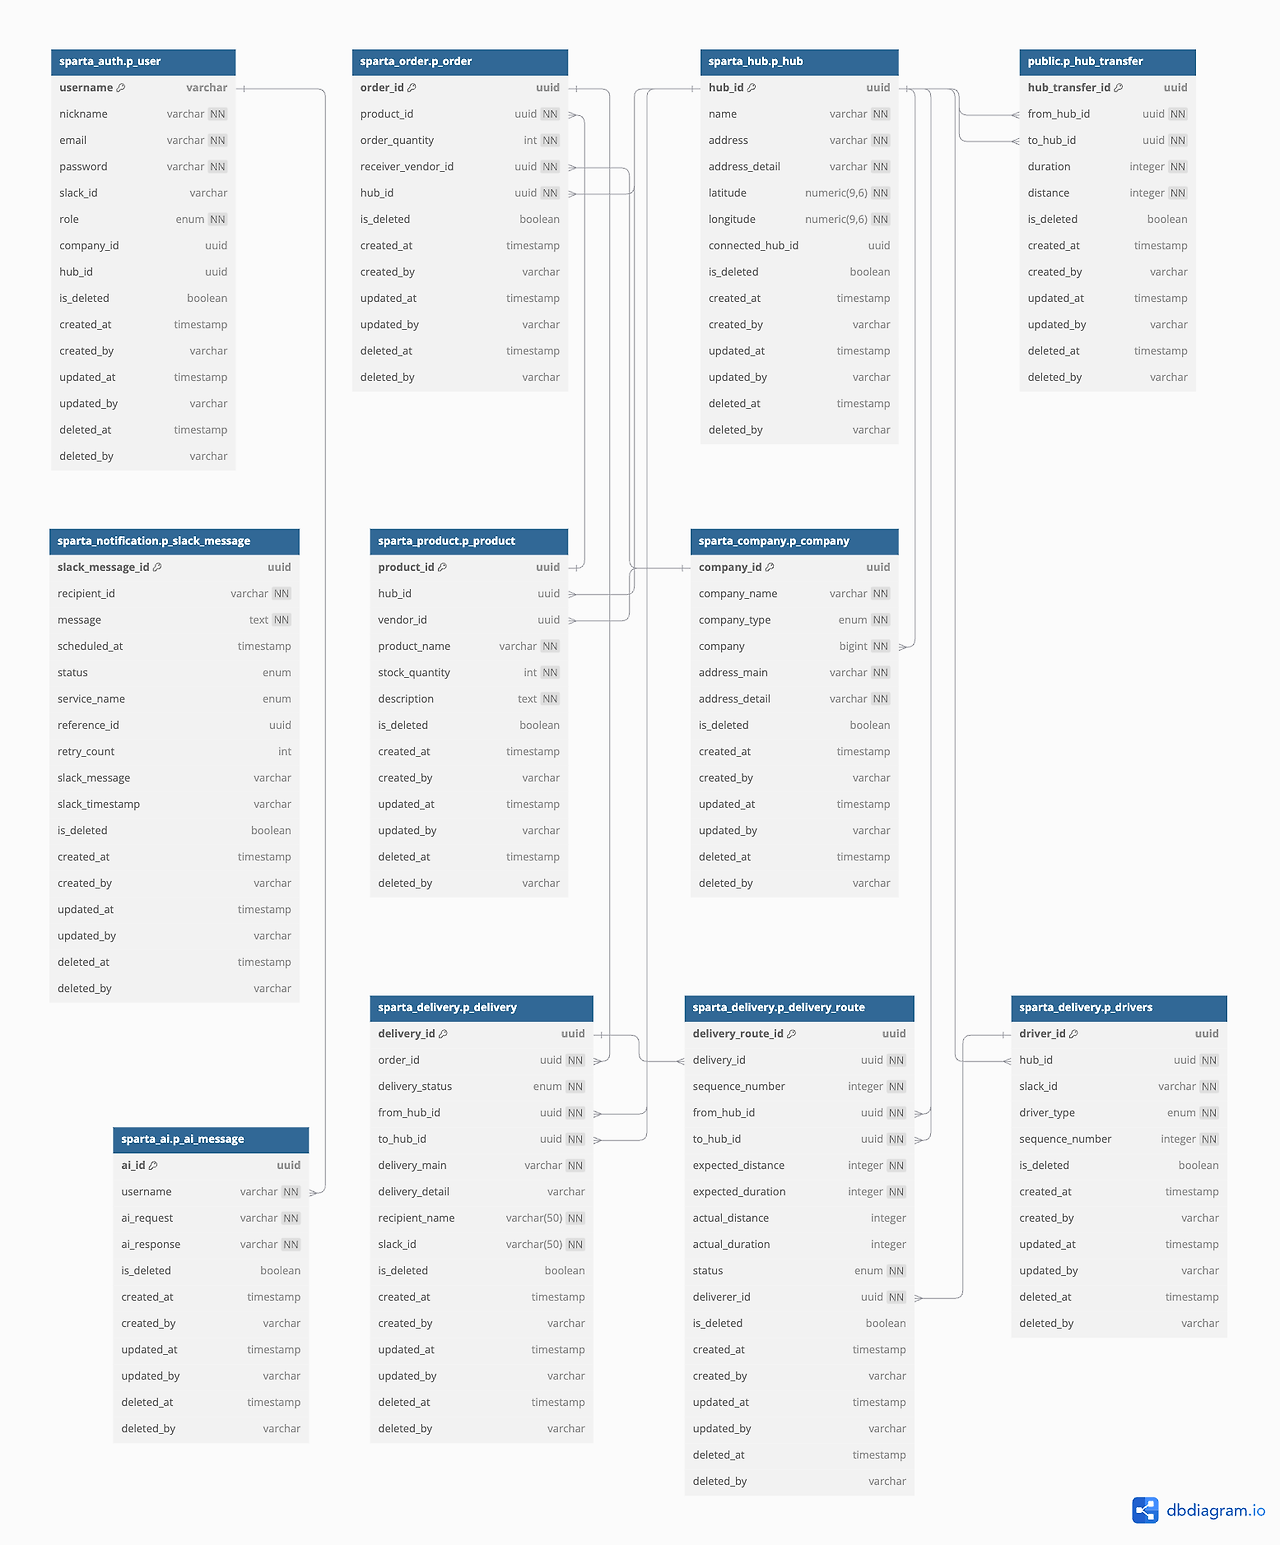 sparta_auth.p_user
username varchar
nickname varchar NN
email varchar NN
password varchar NN
slack_id varchar
role enum NN
company_id uuid
hub_id uuid
is_deleted boolean
created_at timestamp
created_by varchar
updated_at timestamp
updated_by varchar
deleted_at timestamp
deleted_by varchar
sparta_order.p_order
order_id uuid
product_id uuid NN
order_quantity int NN
receiver_vendor_id uuid NN
hub_id uuid NN
is_deleted boolean
created_at timestamp
created_by varchar
updated_at timestamp
updated_by varchar
deleted_at timestamp
deleted_by varchar
sparta_hub.p_hub
hub_id uuid
name varchar NN
address varchar NN
address_detail varchar NN
latitude numeric(9,6) NN
longitude numeric(9,6) NN
connected_hub_id uuid
is_deleted boolean
created_at timestamp
created_by varchar
updated_at timestamp
updated_by varchar
deleted_at timestamp
deleted_by varchar
public.p_hub_transfer
hub_transfer_id uuid
from_hub_id uuid NN
to_hub_id uuid NN
duration integer NN
distance integer NN
is_deleted boolean
created_at timestamp
created_by varchar
updated_at timestamp
updated_by varchar
deleted_at timestamp
deleted_by varchar
sparta_notification.p_slack_message
slack_message_id uuid
recipient_id varchar NN
message text NN
scheduled_at timestamp
status enum
service_name enum
reference_id uuid
retry_count int
slack_message varchar
slack_timestamp varchar
is_deleted boolean
created_at timestamp
created_by varchar
updated_at timestamp
updated_by varchar
deleted_at timestamp
deleted_by varchar
sparta_product.p_product
product_id uuid
hub_id uuid
vendor_id uuid
product_name varchar NN
stock_quantity int NN
description text NN
is_deleted boolean
created_at timestamp
created_by varchar
updated_at timestamp
updated_by varchar
deleted_at timestamp
deleted_by varchar
sparta_company.p_company
company_id uuid
company_name varchar NN
company_type enum NN
company bigint NN
address_main varchar NN
address_detail varchar NN
is_deleted boolean
created_at timestamp
created_by varchar
updated_at timestamp
updated_by varchar
deleted_at timestamp
deleted_by varchar
sparta_ai.p_ai_message
ai_id uuid
username varchar NN
ai_request varchar NN
ai_response varchar NN
is_deleted boolean
created_at timestamp
created_by varchar
updated_at timestamp
updated_by varchar
deleted_at timestamp
deleted_by varchar
sparta_delivery.p_delivery
delivery_id uuid
order_id uuid NN
delivery_status enum NN
from_hub_id uuid NN
to_hub_id uuid NN
delivery_main varchar NN
delivery_detail varchar
recipient_name varchar(50) NN
slack_id varchar(50) NN
is_deleted boolean
created_at timestamp
created_by varchar
updated_at timestamp
updated_by varchar
deleted_at timestamp
deleted_by varchar
sparta_delivery.p_delivery_route
delivery_route_id uuid
delivery_id uuid NN
sequence_number integer NN
from_hub_id uuid NN
to_hub_id uuid NN
expected_distance integer NN
expected_duration integer NN
actual_distance integer
actual_duration integer
status enum NN
deliverer_id uuid NN
is_deleted boolean
created_at timestamp
created_by varchar
updated_at timestamp
updated_by varchar
deleted_at timestamp
deleted_by varchar
sparta_delivery.p_drivers
driver_id uuid
hub_id uuid NN
slack_id varchar NN
driver_type enum NN
sequence_number integer NN
is_deleted boolean
created_at timestamp
created_by varchar
updated_at timestamp
updated_by varchar
deleted_at timestamp
deleted_by varchar
dbdiagram.io